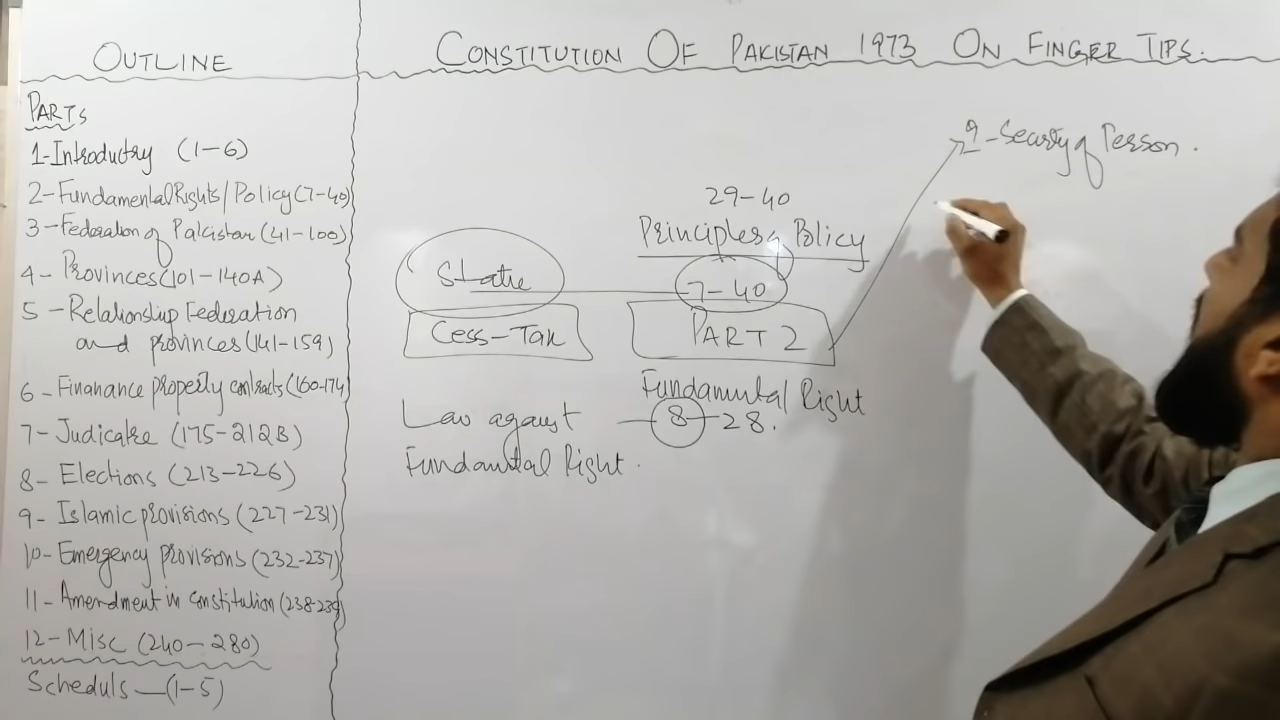 OUTLINE
CONSTITUTION OF PAKISTAN 1973 ON FINGER TIPS.
PARTS
1-Introductry (1-6)
2-Fundamental Rights/Policy (7-40)
3-Federation of Pakistan (41-100)
4-Provinces (101-140A)
5-Relationship Federation
and provinces (141-159)
6-Finanance property contracts (160-174
7-Judicature (175-212B)
8-Elections (213-226)
9-Islamic provisions (227-231)
10-Emergency provisions (232-237)
11-Amendment in constitution (238-239)
12-Misc (240-280)
Scheduls-(1-5)
29-40
Principles of Policy
State
7-40
Cess-Tax
PART 2
Fundamental Right
8-28.
Law against
Fundamental Right.
9-Security of Person.